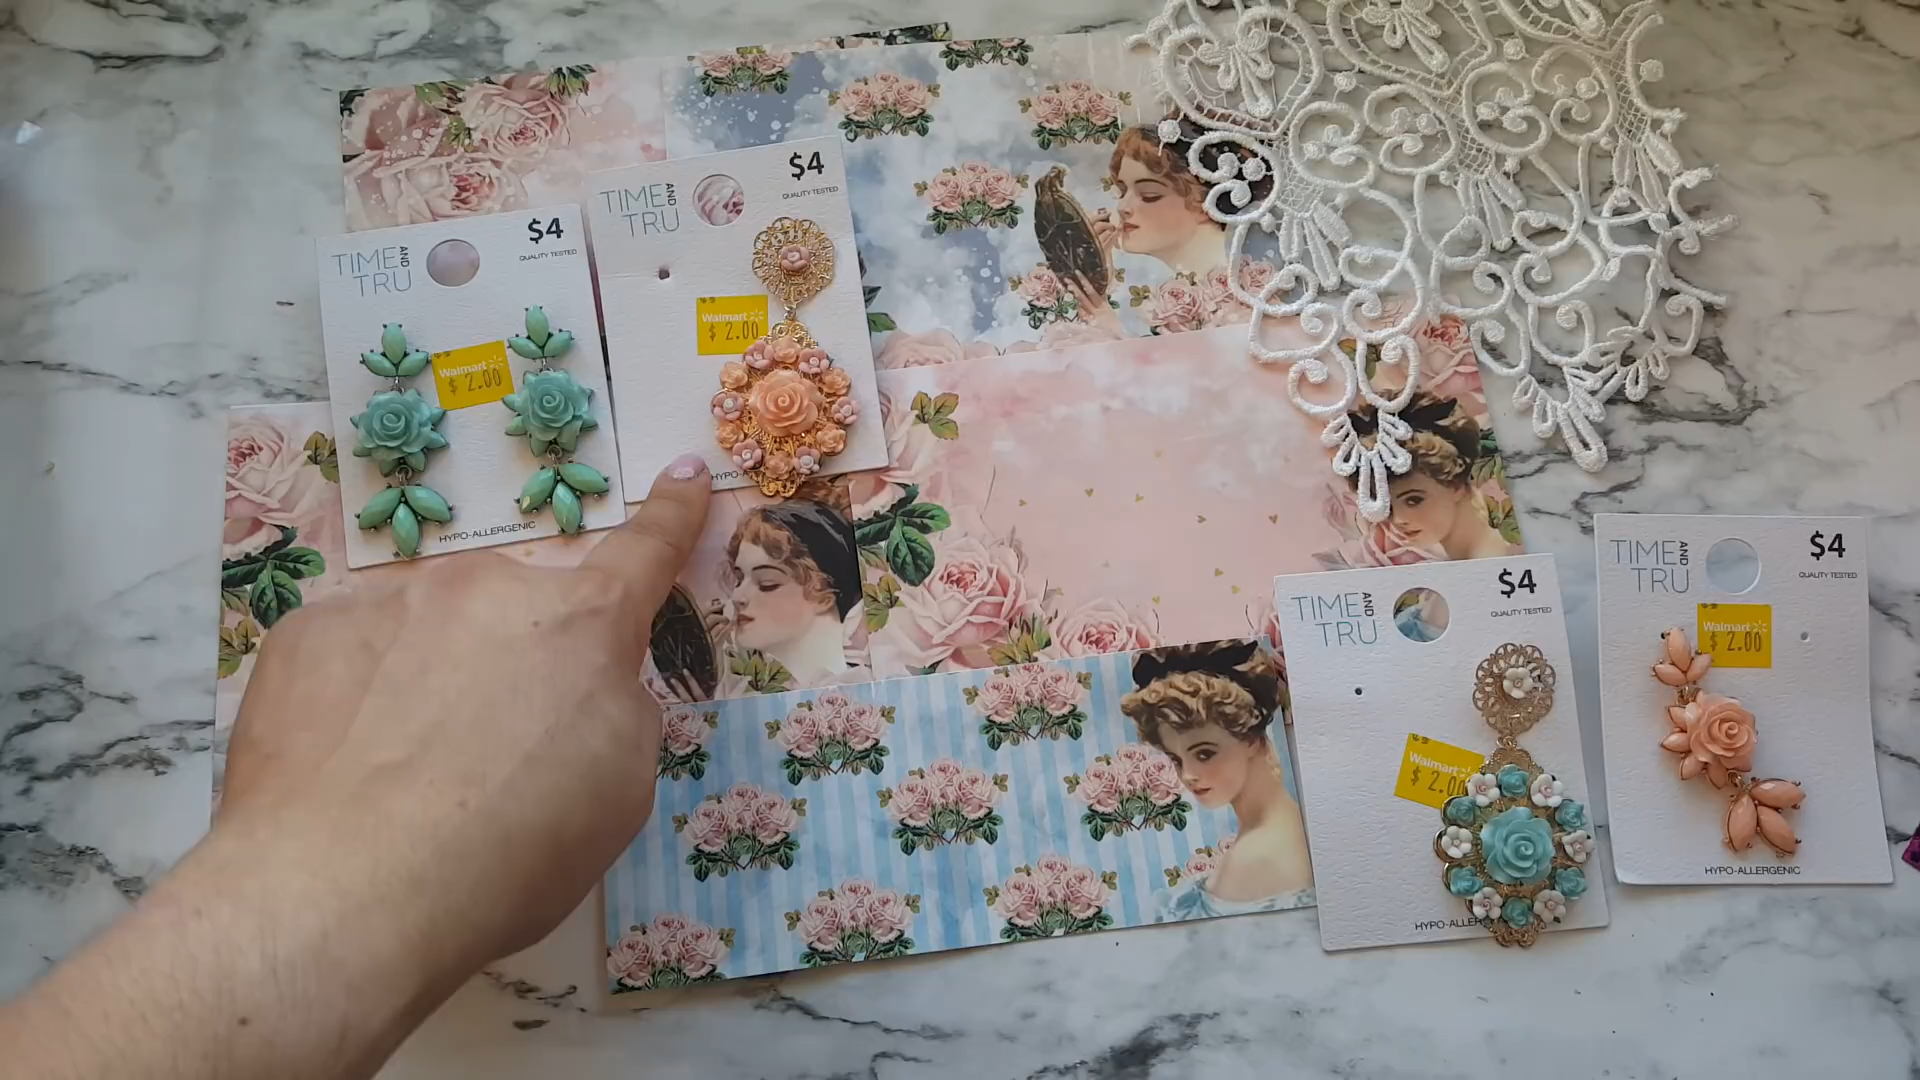 TIME AND TRU
$4
QUALITY TESTED
Walmart
$ 2.00
HYPO-ALLERGENIC
TIME AND TRU
$4
QUALITY TESTED
Walmart
$ 2.00
HYPO-A
TIME AND TRU
$4
QUALITY TESTED
Walmart
$ 2.00
HYPO-ALLER
TIME AND TRU
$4
QUALITY TESTED
Walmart
$ 2.00
HYPO-ALLERGENIC